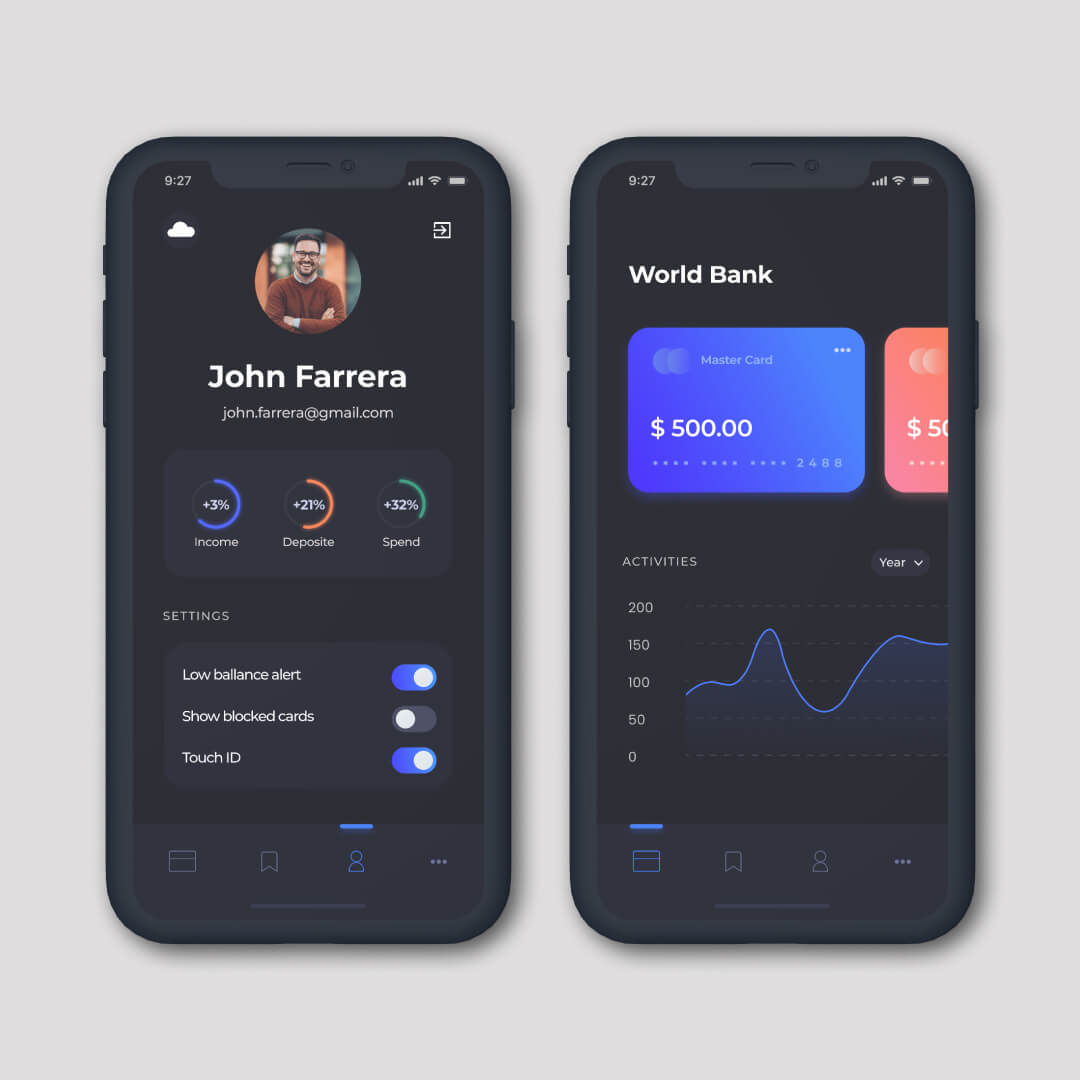 9:27
John Farrera
john.farrera@gmail.com
+3% +21% +32%
Income Deposite Spend
SETTINGS
Low ballance alert
Show blocked cards
Touch ID
9:27
World Bank
Master Card
$ 500.00 $ 50
2488
ACTIVITIES Year
200
150
100
50
0